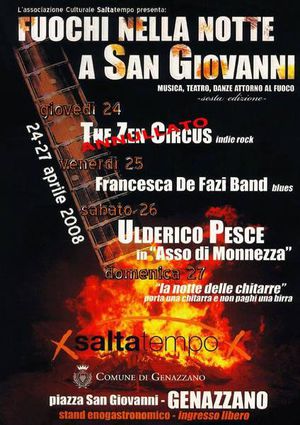 L'associazione Culturale Saltatempo presenta:
FUOCHI NELLA NOTTE
A SAN GIOVANNI
MUSICA, TEATRO, DANZE ATTORNO AL FUOCO
-sesta edizione-
24-27 aprile 2008
giovedì 24
THE ZEN CIRCUS indie rock
ANNULLATO
venerdì 25
Francesca De Fazi Band blues
sabato 26
ULDERICO PESCE
in "Asso di Monnezza"
domenica 27
"la notte delle chitarre"
porta una chitarra e non paghi una birra
saltatempo
COMUNE DI GENAZZANO
piazza San Giovanni - GENAZZANO
stand enogastronomico - ingresso libero